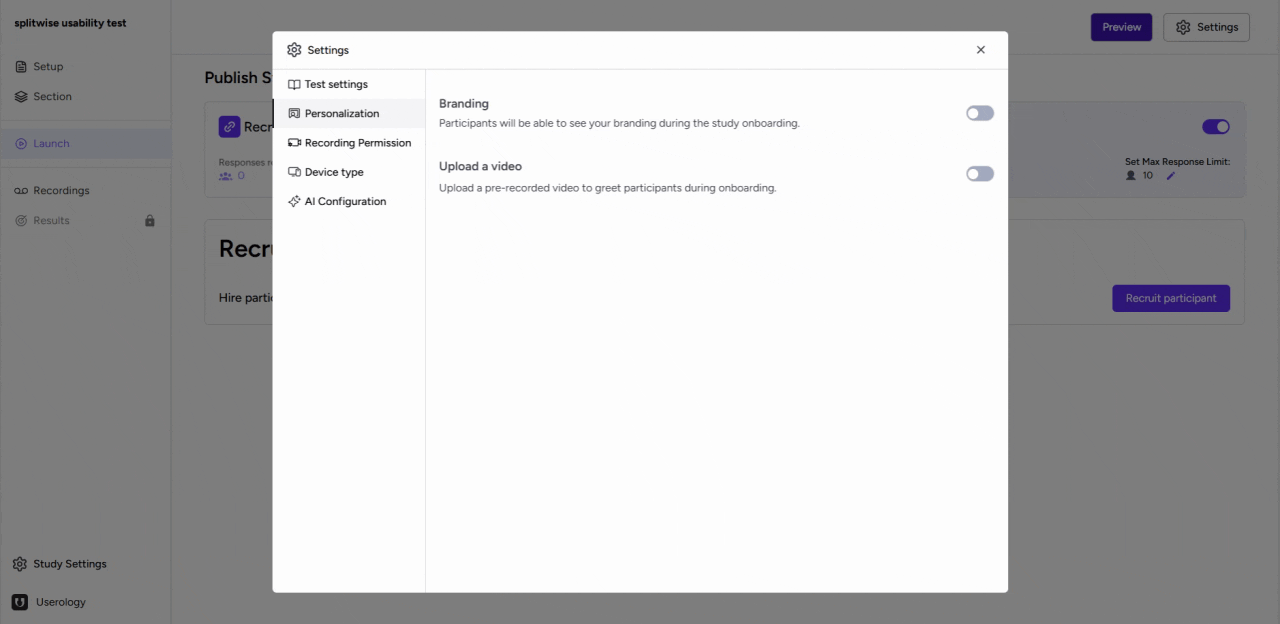 splitwise usability test
Setup
Section
Launch
Recordings
Results
Study Settings
Userology
Preview
Settings
Publish S
Recr
Responses r
0
Set Max Response Limit:
10
Recru
Hire partic
Recruit participant
Settings
Test settings
Personalization
Recording Permission
Device type
AI Configuration
Branding
Participants will be able to see your branding during the study onboarding.
Upload a video
Upload a pre-recorded video to greet participants during onboarding.